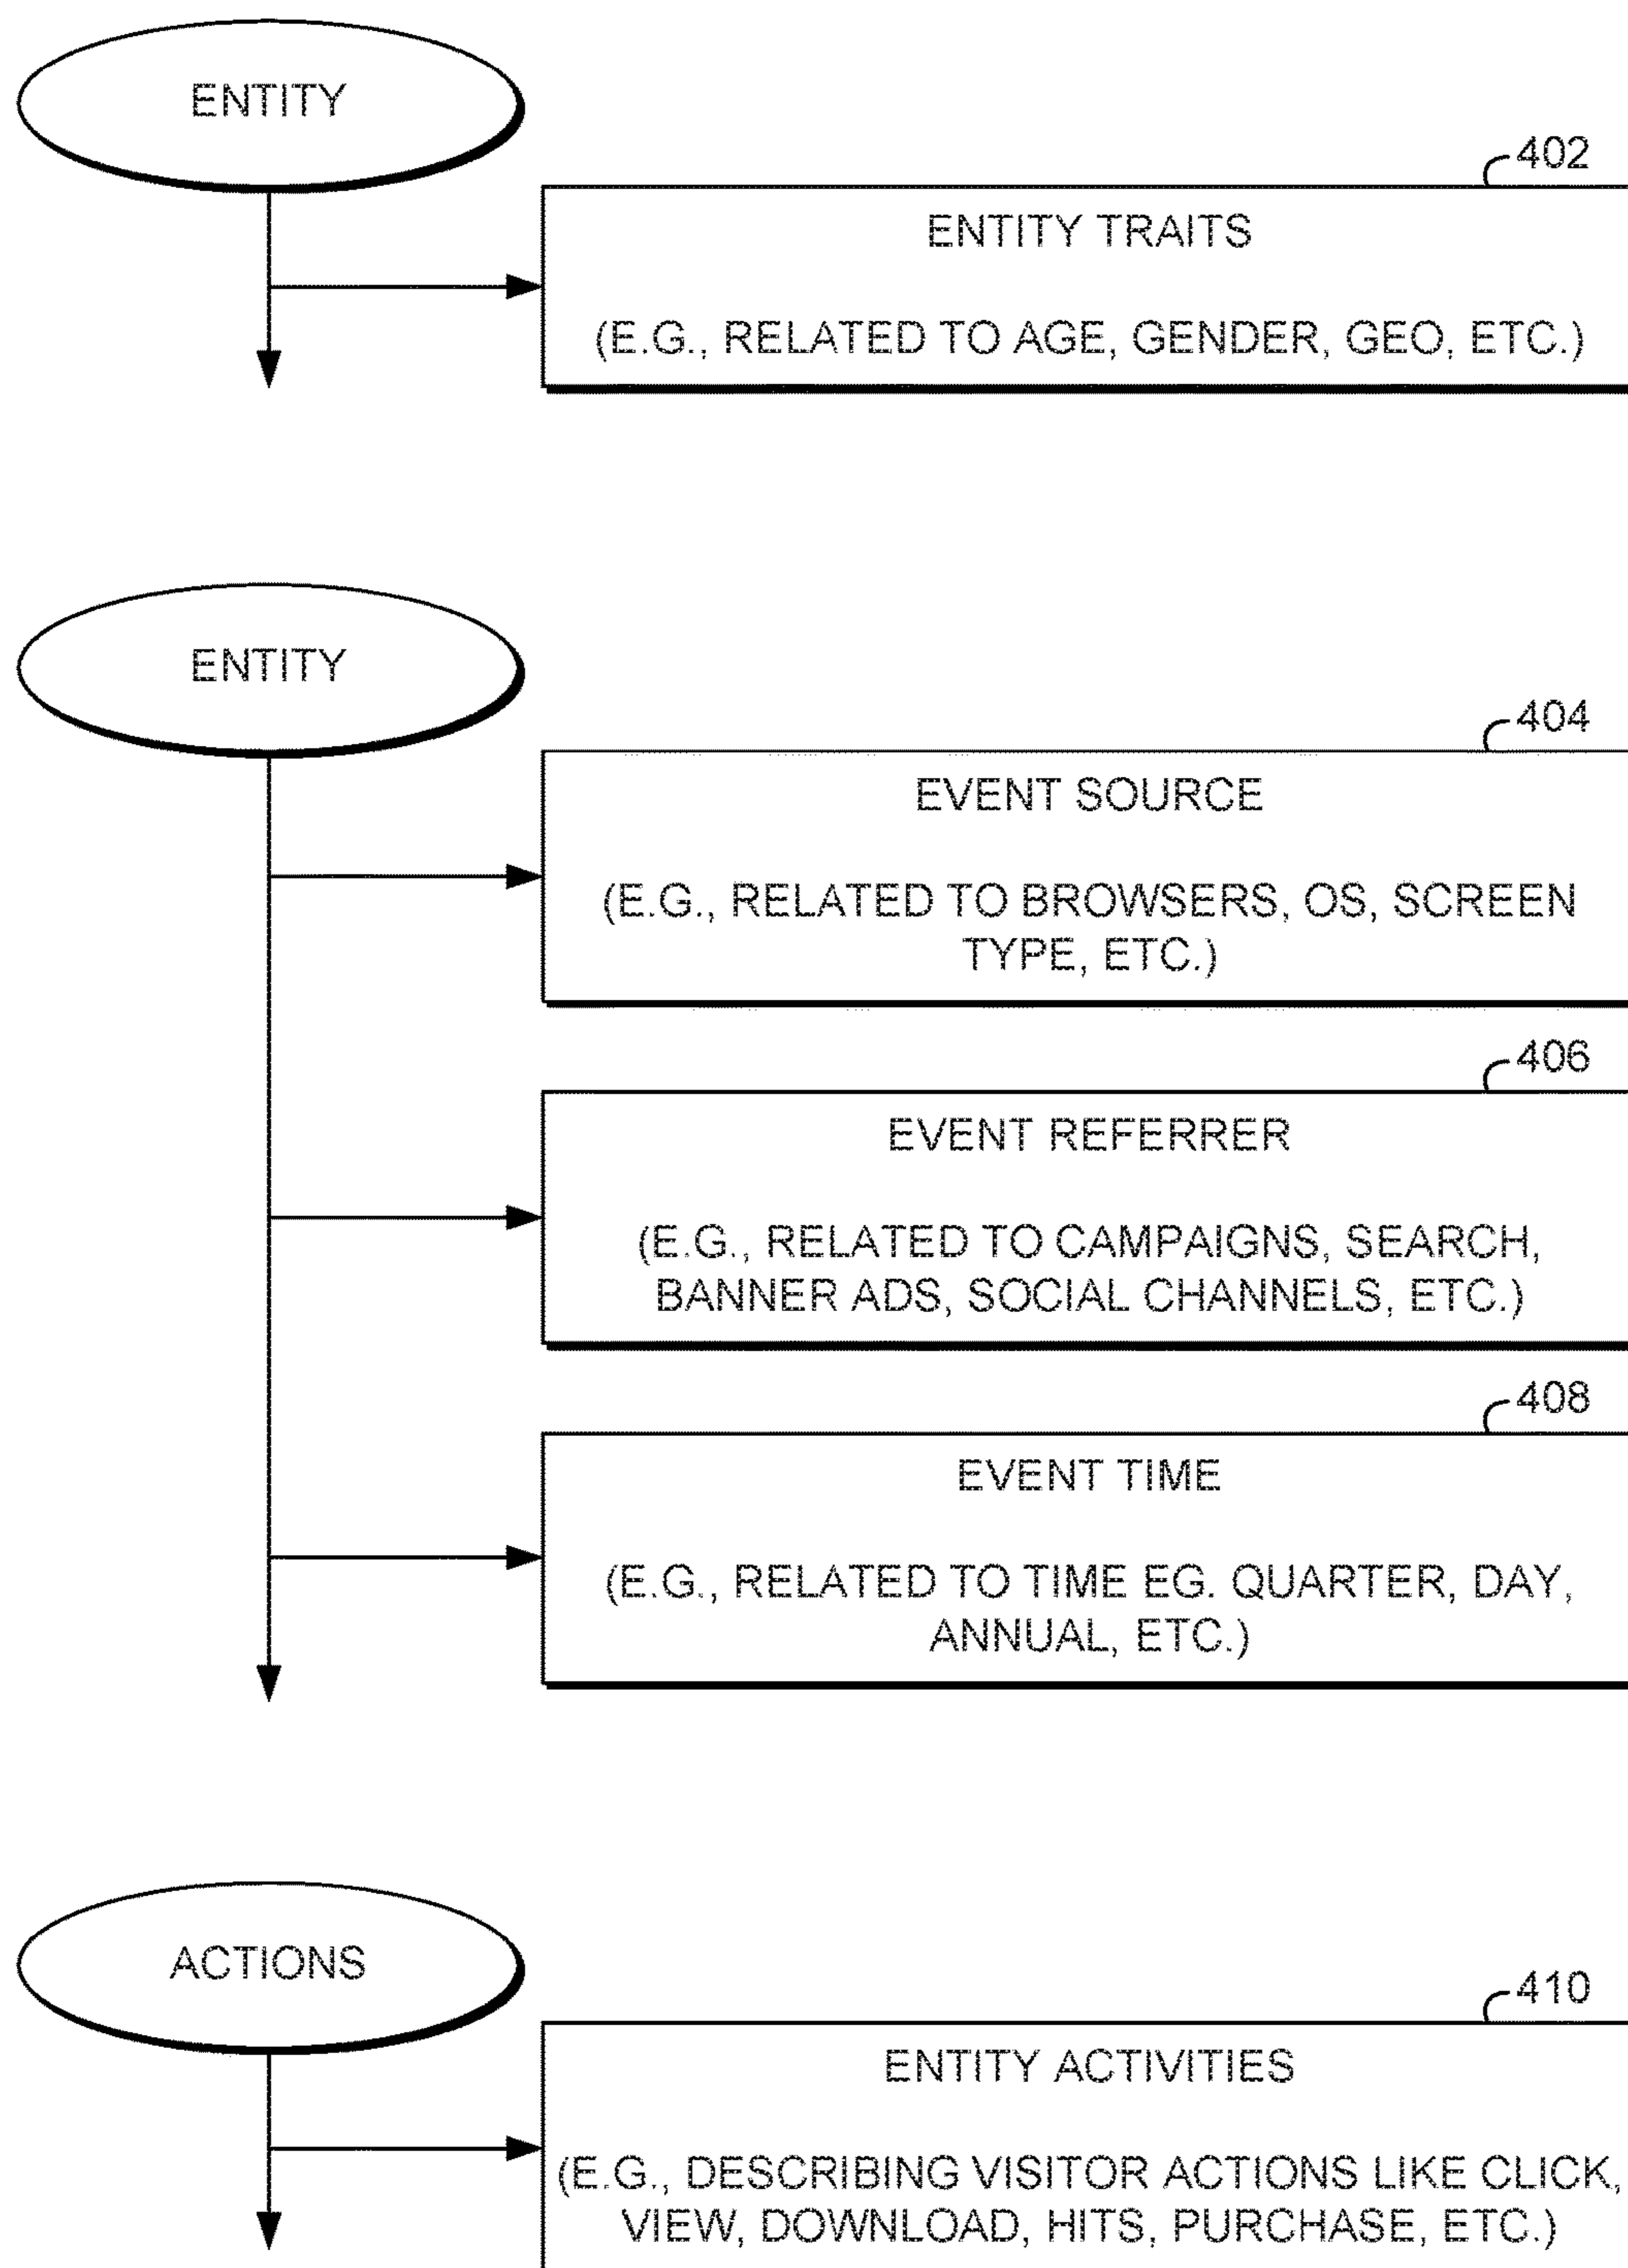 ENTITY
402
ENTITY TRAITS
(E.G., RELATED TO AGE, GENDER, GEO, ETC.)
ENTITY
404
EVENT SOURCE
(E.G., RELATED TO BROWSERS, OS, SCREEN
TYPE, ETC.)
406
EVENT REFERRER
(E.G., RELATED TO CAMPAIGNS, SEARCH,
BANNER ADS, SOCIAL CHANNELS, ETC.)
408
EVENT TIME
(E.G., RELATED TO TIME EG. QUARTER, DAY,
ANNUAL, ETC.)
ACTIONS
410
ENTITY ACTIVITIES
(E.G., DESCRIBING VISITOR ACTIONS LIKE CLICK,
VIEW, DOWNLOAD, HITS, PURCHASE, ETC.)